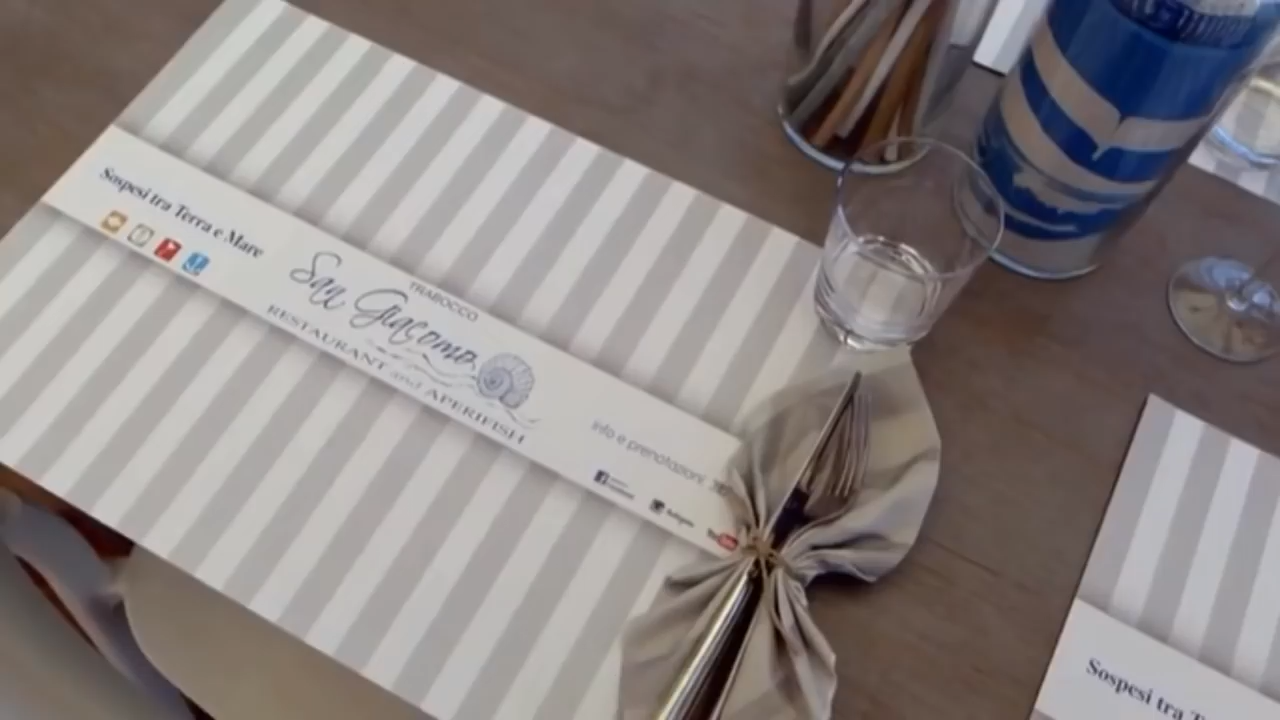 Sospesi tra Terra e Mare
TRABOCCO
San Giacomo
RESTAURANT and APERIFISH
Info e prenotazioni
Sospesi tra